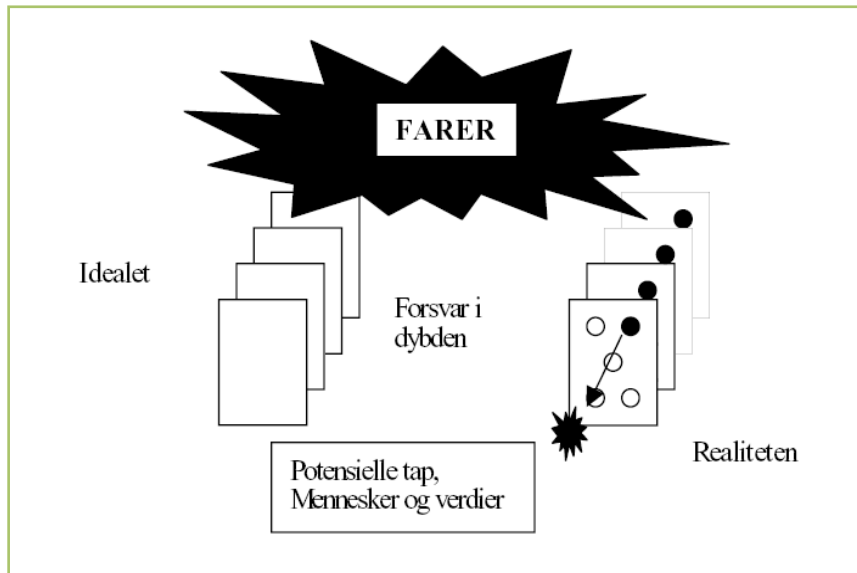 FARER
Idealet
Forsvar i
dybden
Realiteten
Potensielle tap,
Mennesker og verdier